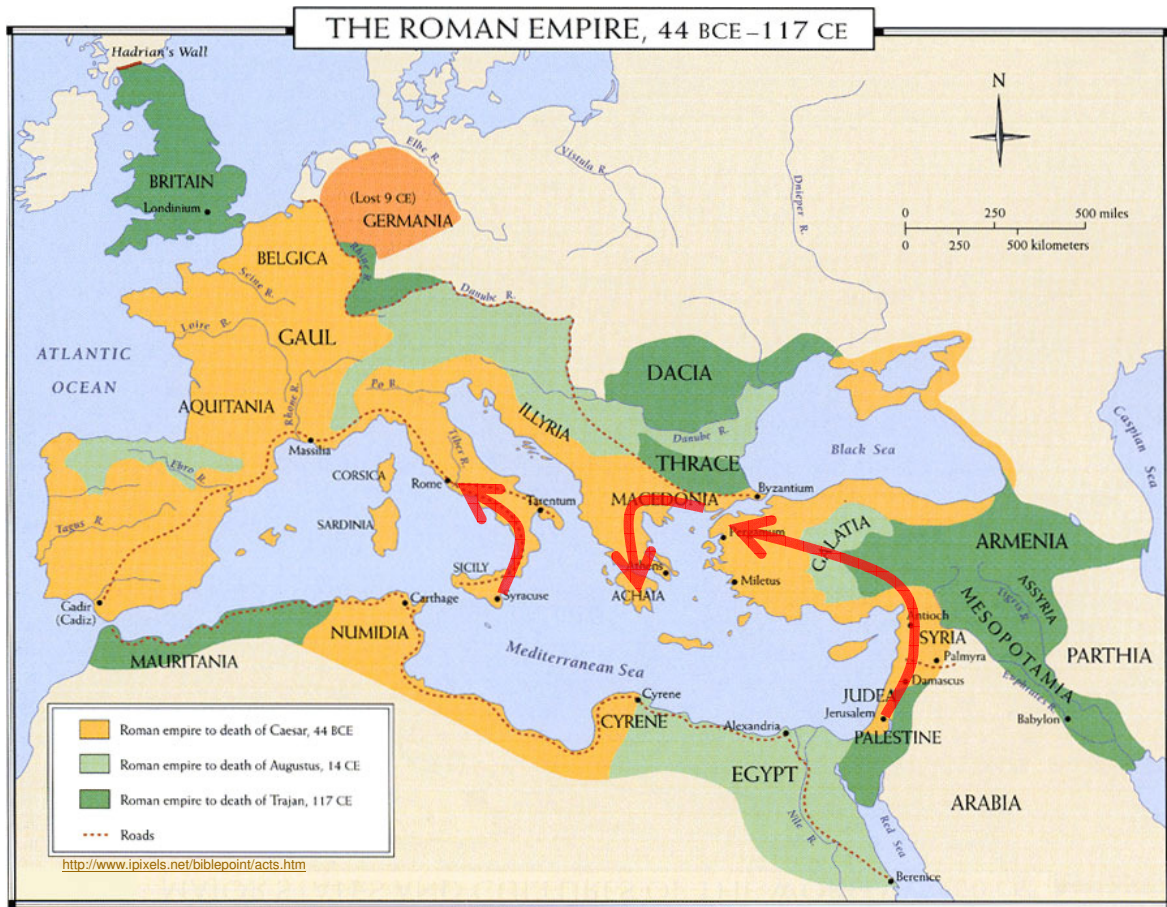 THE ROMAN EMPIRE, 44 BCE–117 CE
Hadrian's Wall
N
Elbe R.
Vistula R.
Dnieper R.
BRITAIN
Londinium
(Lost 9 CE)
GERMANIA
0 250 500 miles
0 250 500 kilometers
BELGICA
Rhine R.
Seine R.
Danube R.
Loire R.
GAUL
ATLANTIC
OCEAN
DACIA
Caspian
Sea
AQUITANIA
Rhone R.
Po R.
ILLYRIA
Danube R.
Massilia
Tiber R.
Black Sea
Ebro R.
THRACE
CORSICA
Rome
Tarentum
MACEDONIA
Byzantium
Tagus R.
SARDINIA
Pergamum
GALATIA
ARMENIA
SICILY
Athens
Miletus
ASSYRIA
Tigris R.
Gadir
(Cadiz)
Carthage
Syracuse
ACHAIA
Antioch
MESOPOTAMIA
NUMIDIA
SYRIA
MAURITANIA
Mediterranean Sea
Palmyra
PARTHIA
Damascus
Euphrates R.
Cyrene
JUDEA
Jerusalem
Babylon
CYRENE
Alexandria
PALESTINE
EGYPT
ARABIA
Nile R.
Red Sea
Berenice
Roman empire to death of Caesar, 44 BCE
Roman empire to death of Augustus, 14 CE
Roman empire to death of Trajan, 117 CE
Roads
http://www.ipixels.net/biblepoint/acts.htm